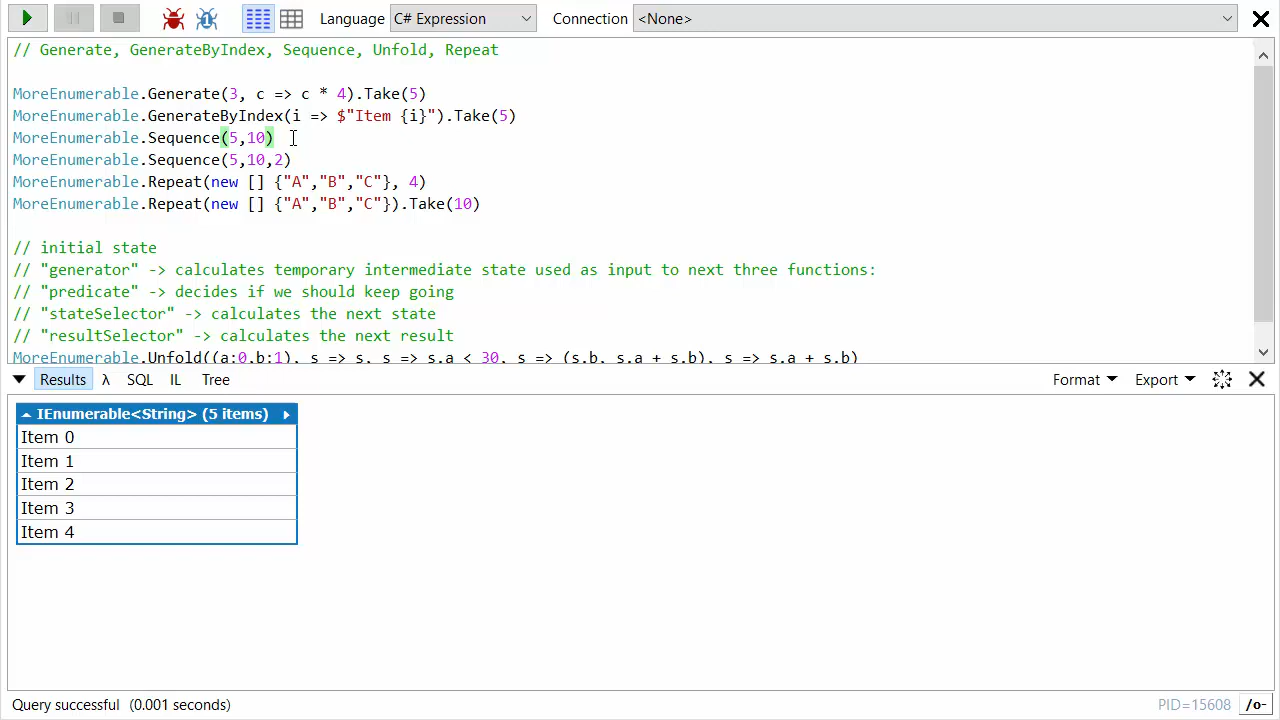 Language C# Expression Connection <None>
// Generate, GenerateByIndex, Sequence, Unfold, Repeat
MoreEnumerable.Generate(3, c => c * 4).Take(5)
MoreEnumerable.GenerateByIndex(i => $"Item {i}").Take(5)
MoreEnumerable.Sequence(5,10)
MoreEnumerable.Sequence(5,10,2)
MoreEnumerable.Repeat(new [] {"A","B","C"}, 4)
MoreEnumerable.Repeat(new [] {"A","B","C"}).Take(10)
// initial state
// "generator" -> calculates temporary intermediate state used as input to next three functions:
// "predicate" -> decides if we should keep going
// "stateSelector" -> calculates the next state
// "resultSelector" -> calculates the next result
MoreEnumerable.Unfold((a:0,b:1), s => s, s => s.a < 30, s => (s.b, s.a + s.b), s => s.a + s.b)
Results λ SQL IL Tree Format Export
IEnumerable<String> (5 items)
Item 0
Item 1
Item 2
Item 3
Item 4
Query successful (0.001 seconds) PID=15608 /o-